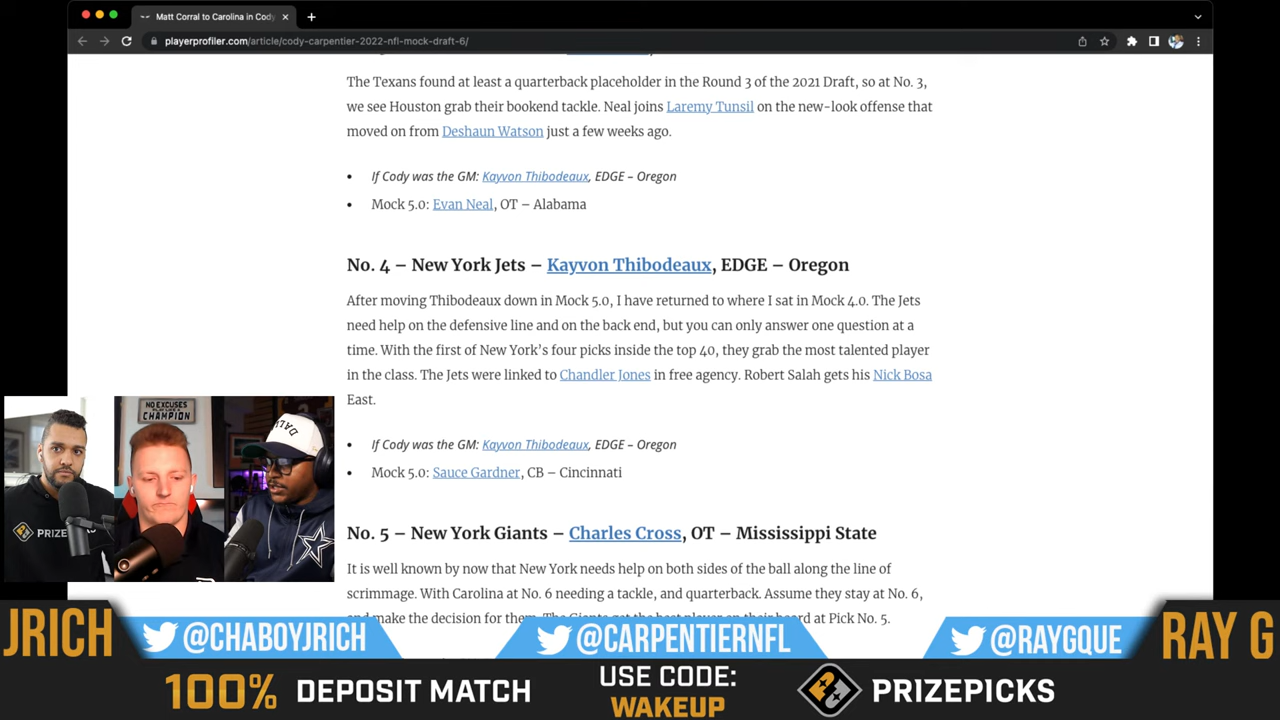 Matt Corral to Carolina in Cody
playerprofiler.com/article/cody-carpentier-2022-nfl-mock-draft-6/
The Texans found at least a quarterback placeholder in the Round 3 of the 2021 Draft, so at No. 3,
we see Houston grab their bookend tackle. Neal joins Laremy Tunsil on the new-look offense that
moved on from Deshaun Watson just a few weeks ago.
• If Cody was the GM: Kayvon Thibodeaux, EDGE – Oregon
• Mock 5.0: Evan Neal, OT – Alabama
No. 4 – New York Jets – Kayvon Thibodeaux, EDGE – Oregon
After moving Thibodeaux down in Mock 5.0, I have returned to where I sat in Mock 4.0. The Jets
need help on the defensive line and on the back end, but you can only answer one question at a
time. With the first of New York's four picks inside the top 40, they grab the most talented player
in the class. The Jets were linked to Chandler Jones in free agency. Robert Salah gets his Nick Bosa
East.
• If Cody was the GM: Kayvon Thibodeaux, EDGE – Oregon
• Mock 5.0: Sauce Gardner, CB – Cincinnati
No. 5 – New York Giants – Charles Cross, OT – Mississippi State
It is well known by now that New York needs help on both sides of the ball along the line of
scrimmage. With Carolina at No. 6 needing a tackle, and quarterback. Assume they stay at No. 6,
and make the decision for them. The Giants get the best player on their board at Pick No. 5.
NO EXCUSES
CHAMPION
PRIZE
JRICH
@CHABOYJRICH
@CARPENTIERNFL
@RAYGQUE
RAY G
100% DEPOSIT MATCH
USE CODE:
WAKEUP
PRIZEPICKS